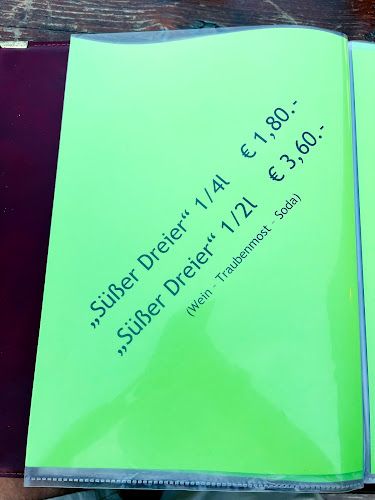 „Süßer Dreier“ 1/4l € 1,80.-
„Süßer Dreier“ 1/2l € 3,60.-
(Wein - Traubenmost - Soda)